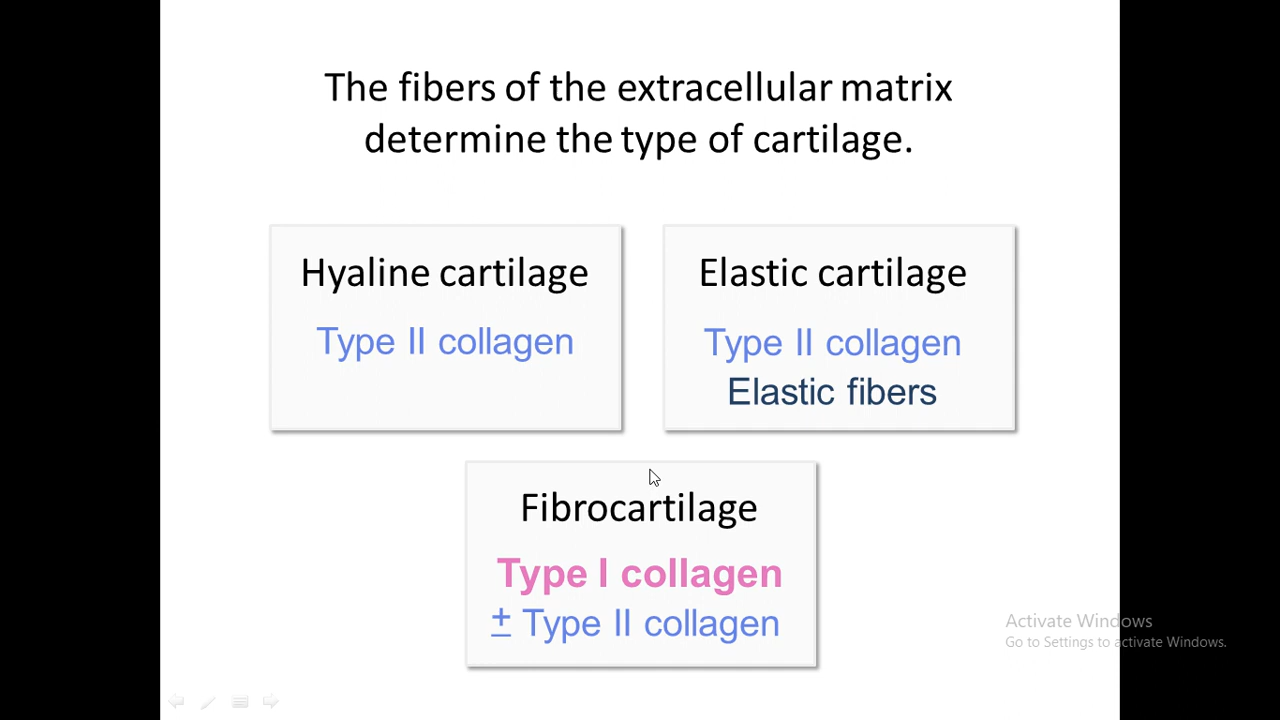 The fibers of the extracellular matrix
determine the type of cartilage.
Hyaline cartilage
Type II collagen
Elastic cartilage
Type II collagen
Elastic fibers
Fibrocartilage
Type I collagen
± Type II collagen
Activate Windows
Go to Settings to activate Windows.